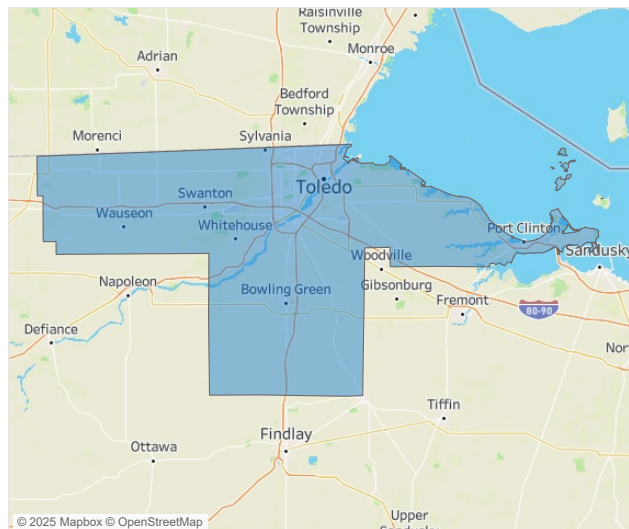 Raisinville
Township
Monroe
Adrian
Bedford
Township
Morenci
Sylvania
Toledo
Swanton
Wauseon
Whitehouse
Port Clinton
Woodville
Sandusky
Napoleon
Bowling Green
Gibsonburg
Fremont
80-90
Defiance
Nor
Tiffin
Findlay
Ottawa
Upper
© 2025 Mapbox © OpenStreetMap